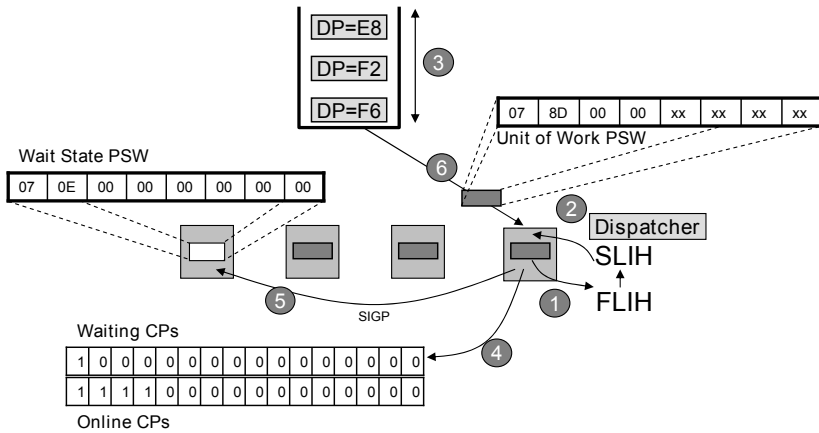 DP=E8
DP=F2
3
DP=F6
07 8D 00 00 xx xx xx xx
Unit of Work PSW
Wait State PSW
6
07 0E 00 00 00 00 00 00
2
Dispatcher
SLIH
5
1
FLIH
SIGP
Waiting CPs
4
1 0 0 0 0 0 0 0 0 0 0 0 0 0 0 0
1 1 1 1 0 0 0 0 0 0 0 0 0 0 0 0
Online CPs